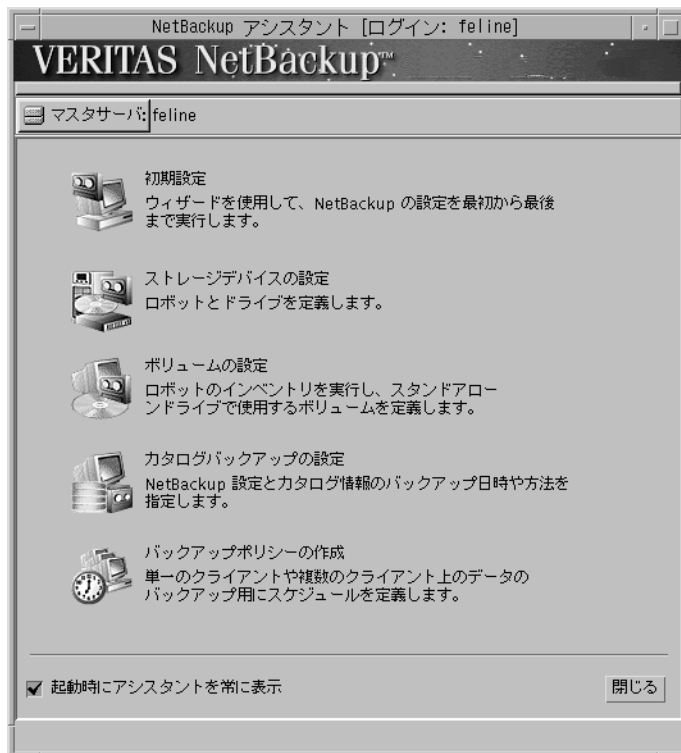 NetBackup アシスタント [ログイン: feline]
VERITAS NetBackup™
マスタサーバ: feline
初期設定
ウィザードを使用して、NetBackup の設定を最初から最後
まで実行します。
ストレージデバイスの設定
ロボットとドライブを定義します。
ボリュームの設定
ロボットのインベントリを実行し、スタンドアロー
ンドライブで使用するボリュームを定義します。
カタログバックアップの設定
NetBackup 設定とカタログ情報のバックアップ日時や方法を
指定します。
バックアップポリシーの作成
単一のクライアントや複数のクライアント上のデータの
バックアップ用にスケジュールを定義します。
起動時にアシスタントを常に表示
閉じる